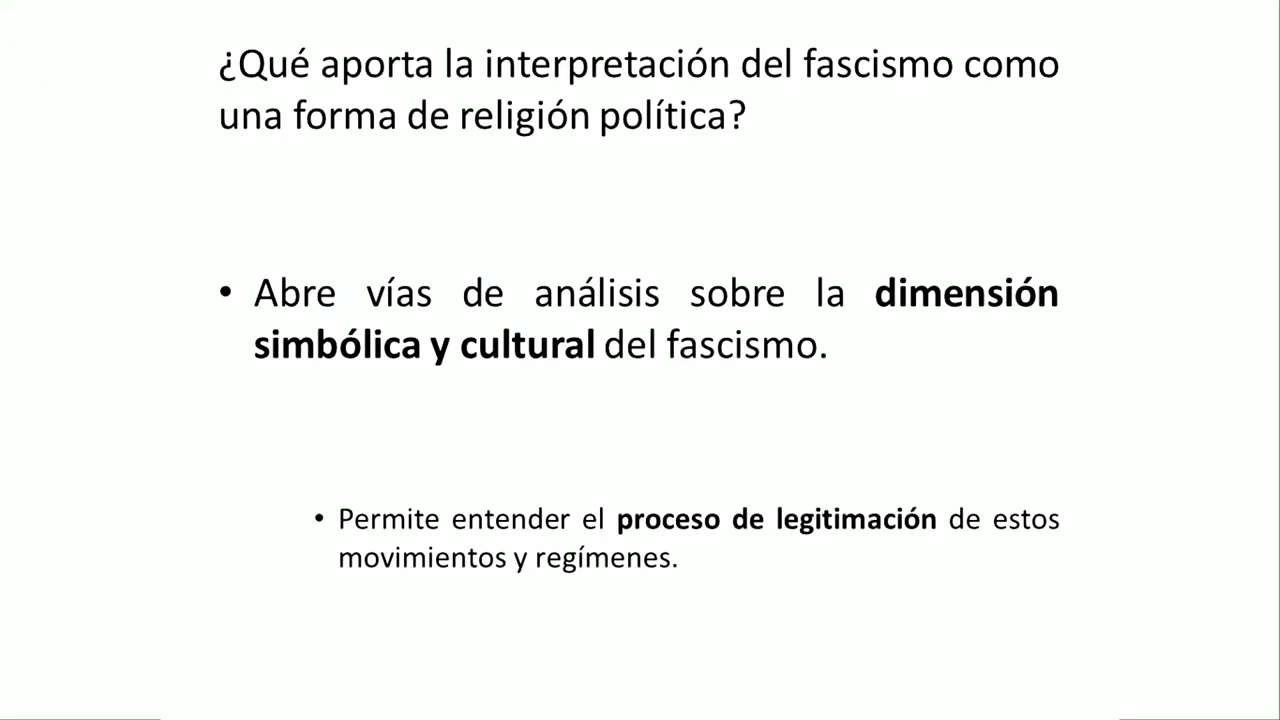 ¿Qué aporta la interpretación del fascismo como
una forma de religión política?
• Abre vías de análisis sobre la dimensión
simbólica y cultural del fascismo.
• Permite entender el proceso de legitimación de estos
movimientos y regímenes.